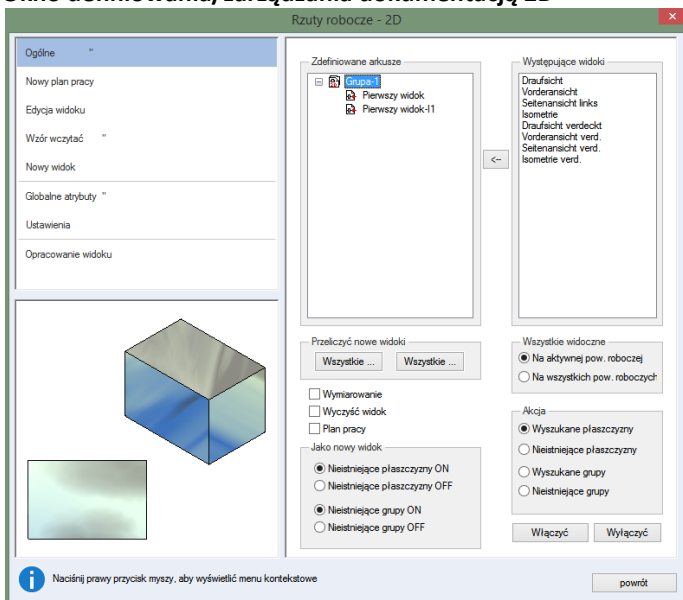 Okno definiowania/zarządzania dokumentacją 2D
Rzuty robocze - 2D
Ogólne "
Nowy plan pracy
Edycja widoku
Wzór wczytać "
Nowy widok
Globalne atrybuty "
Ustawienia
Opracowanie widoku
Zdefiniowane arkusze
Grupa-1
Pierwszy widok
Pierwszy widok-I1
<--
Występujące widoki
Draufsicht
Vorderansicht
Seitenansicht links
Isometrie
Draufsicht verdeckt
Vorderansicht verd.
Seitenansicht verd.
Isometrie verd.
Przeliczyć nowe widoki
Wszystkie ... Wszystkie ...
Wymiarowanie
Wyczyść widok
Plan pracy
Jako nowy widok
Nieistniejące płaszczyzny ON
Nieistniejące płaszczyzny OFF
Nieistniejące grupy ON
Nieistniejące grupy OFF
Wszystkie widoczne
Na aktywnej pow. roboczej
Na wszystkich pow. roboczych
Akcja
Wyszukane płaszczyzny
Nieistniejące płaszczyzny
Wyszukane grupy
Nieistniejące grupy
Włączyć Wyłączyć
Naciśnij prawy przycisk myszy, aby wyświetlić menu kontekstowe
powrót